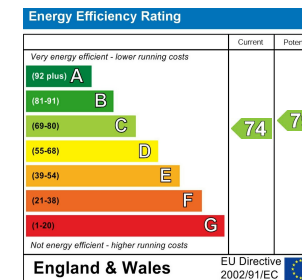 Energy Efficiency Rating
Current
Very energy efficient - lower running costs
(92 plus) A
(81-91) B
(69-80) C
74
(55-68) D
(39-54) E
(21-38) F
(1-20) G
Not energy efficient - higher running costs
England & Wales
EU Directive
2002/91/EC